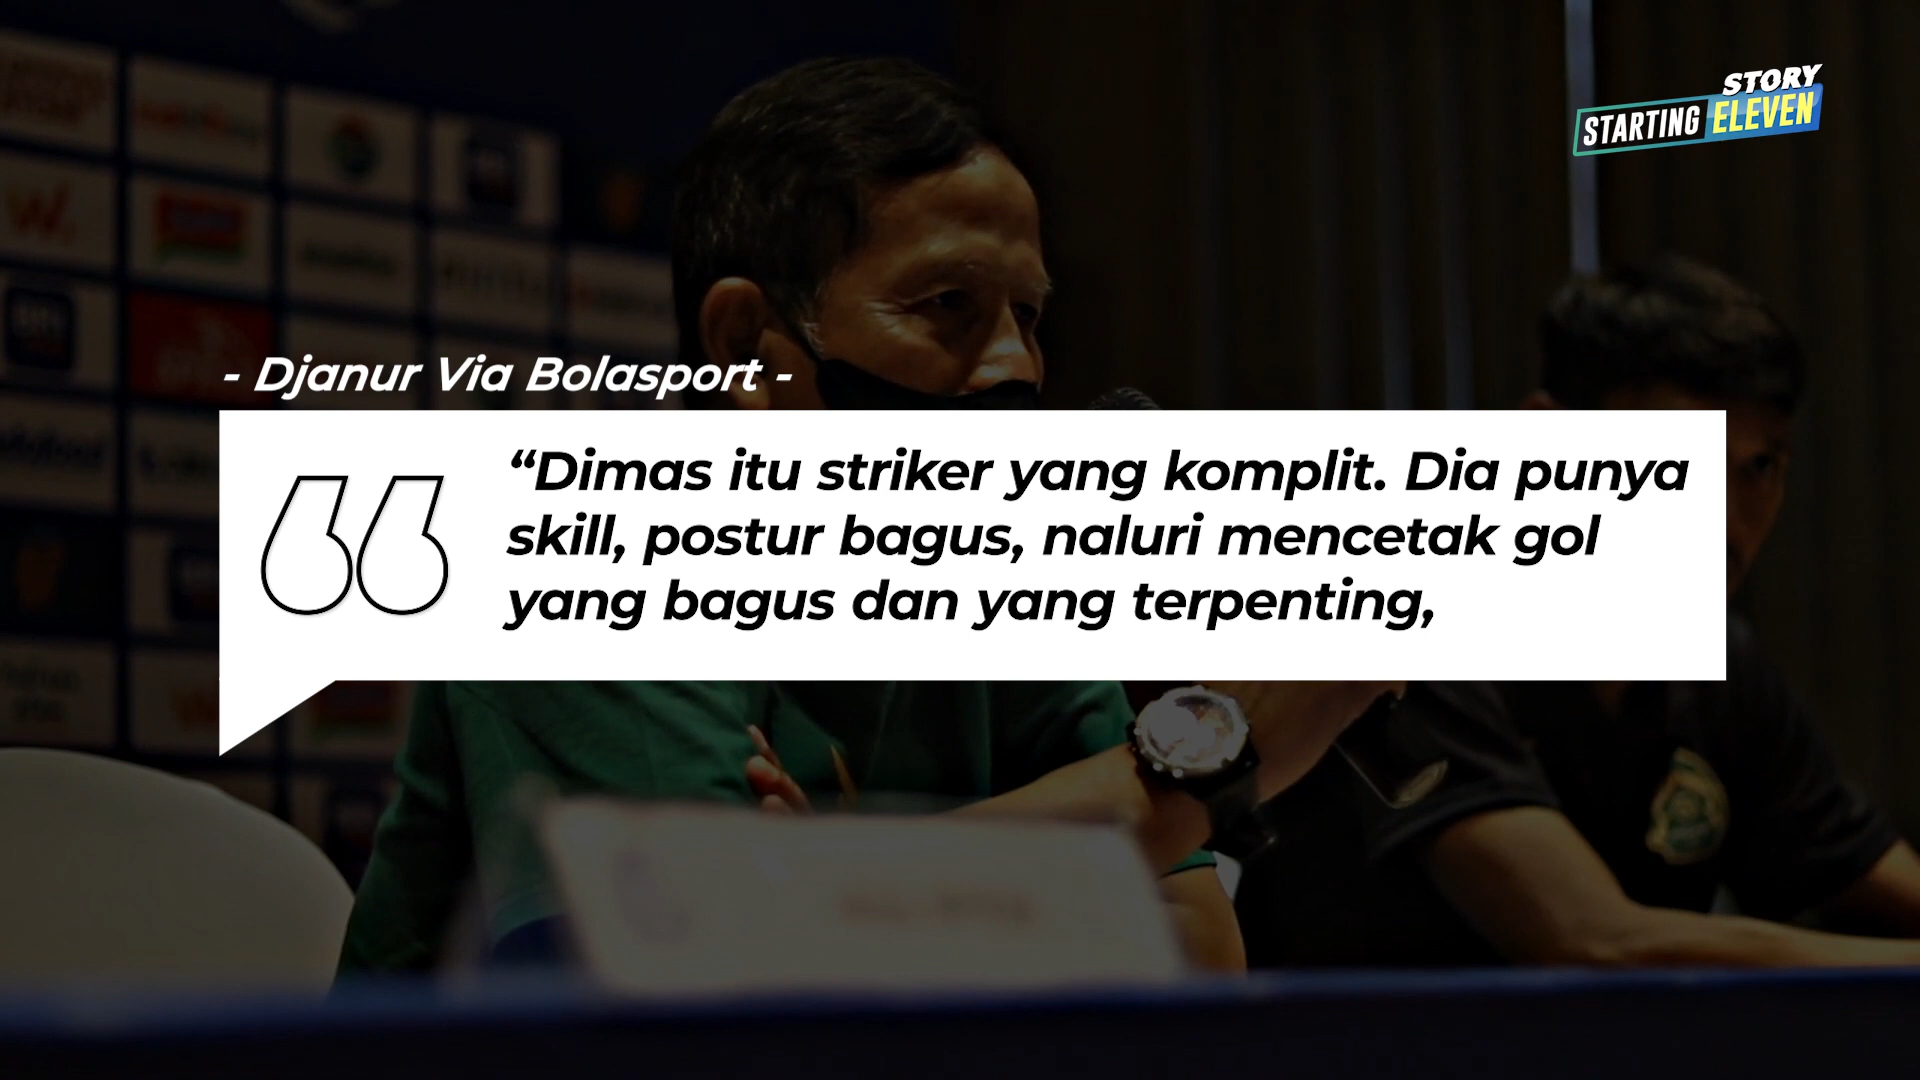 STORY
STARTING ELEVEN
- Djanur Via Bolasport -
“Dimas itu striker yang komplit. Dia punya
skill, postur bagus, naluri mencetak gol
yang bagus dan yang terpenting,